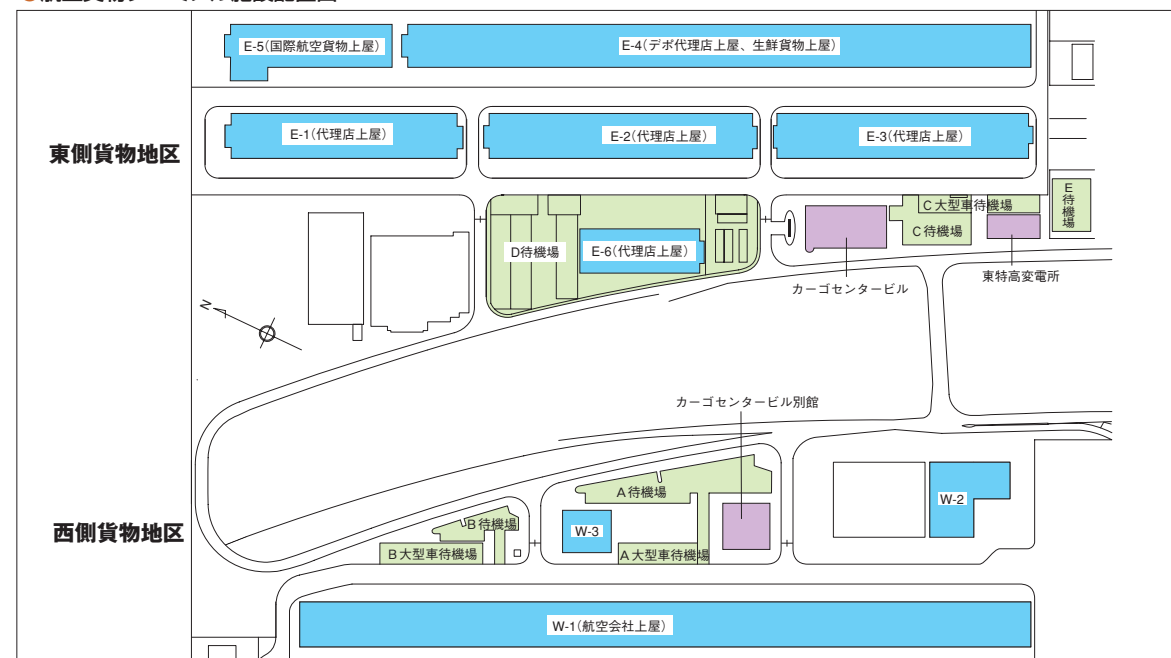 E-5(国際航空貨物上屋)
E-4(デポ代理店上屋、生鮮貨物上屋)
E-1(代理店上屋)
E-2(代理店上屋)
E-3(代理店上屋)
東側貨物地区
E待機場
C大型車待機場
C待機場
D待機場
E-6(代理店上屋)
東特高変電所
カーゴセンタービル
N
カーゴセンタービル別館
A待機場
W-2
西側貨物地区
B待機場
W-3
B大型車待機場
A大型車待機場
W-1(航空会社上屋)